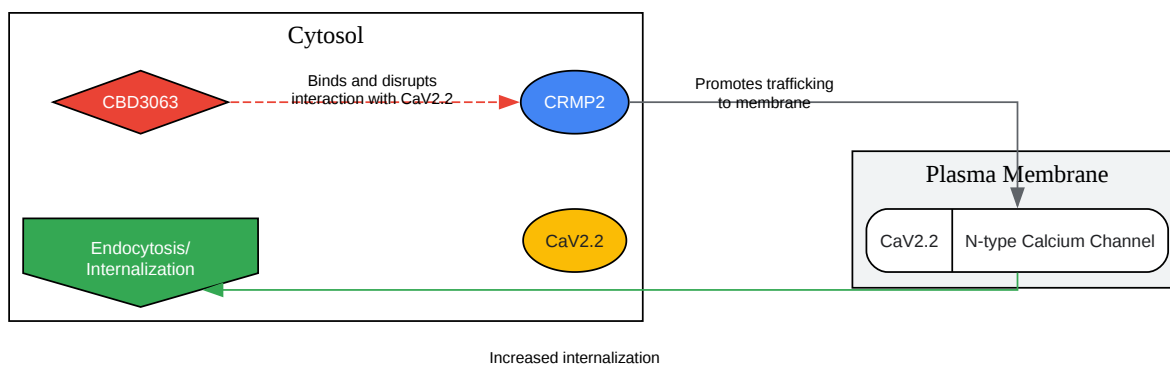 Cytosol
CBD3063
Binds and disrupts
interaction with CaV2.2
CRMP2
Promotes trafficking
to membrane
Plasma Membrane
CaV2.2
N-type Calcium Channel
CaV2.2
Endocytosis/
Internalization
Increased internalization